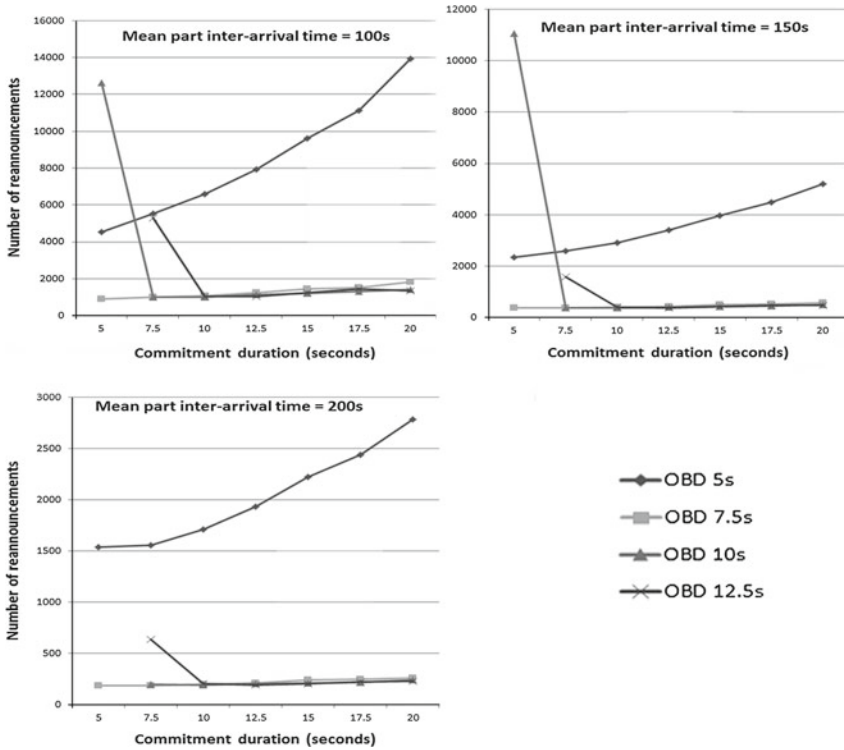 Mean part inter-arrival time = 100s
Number of reannouncements
16000
14000
12000
10000
8000
6000
4000
2000
0
5 7.5 10 12.5 15 17.5 20
Commitment duration (seconds)
Mean part inter-arrival time = 150s
12000
10000
8000
6000
4000
2000
0
5 7.5 10 12.5 15 17.5 20
Commitment duration (seconds)
Mean part inter-arrival time = 200s
Number of reannouncements
3000
2500
2000
1500
1000
500
0
5 7.5 10 12.5 15 17.5 20
Commitment duration (seconds)
OBD 5s
OBD 7.5s
OBD 10s
OBD 12.5s